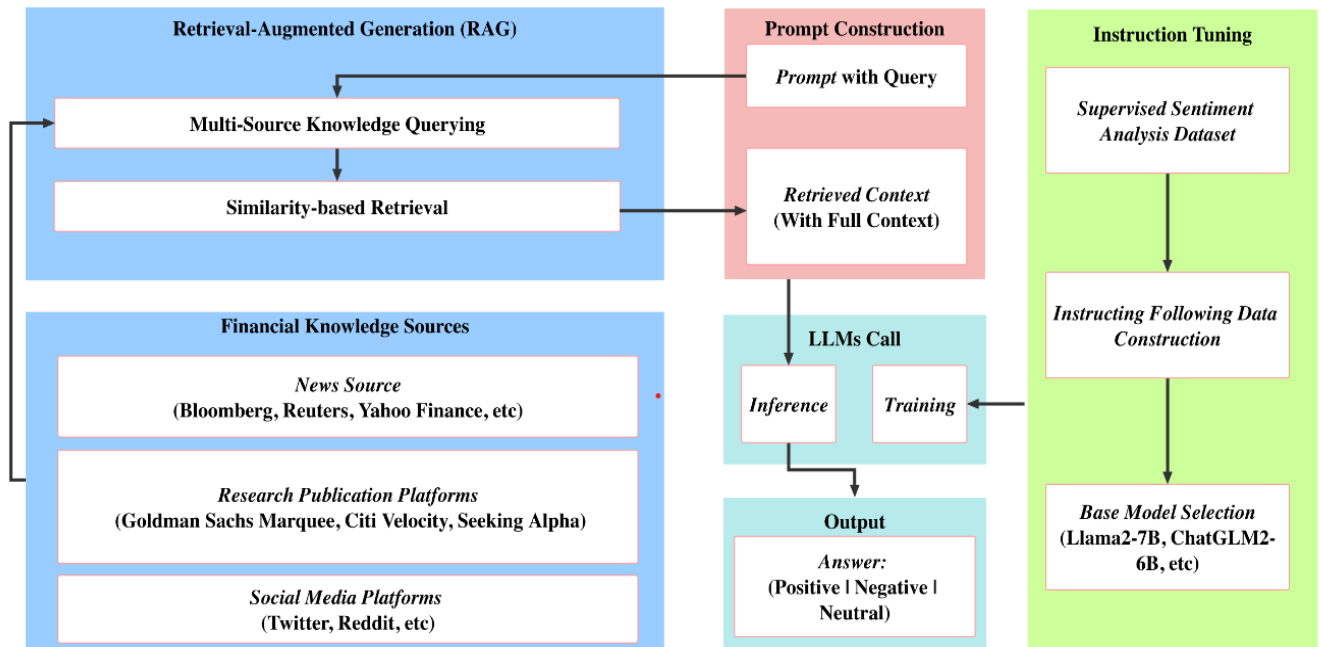 Retrieval-Augmented Generation (RAG)
Multi-Source Knowledge Querying
Similarity-based Retrieval
Financial Knowledge Sources
News Source
(Bloomberg, Reuters, Yahoo Finance, etc)
Research Publication Platforms
(Goldman Sachs Marquee, Citi Velocity, Seeking Alpha)
Social Media Platforms
(Twitter, Reddit, etc)
Prompt Construction
Prompt with Query
Retrieved Context
(With Full Context)
LLMs Call
Inference
Training
Output
Answer:
(Positive | Negative |
Neutral)
Instruction Tuning
Supervised Sentiment
Analysis Dataset
Instructing Following Data
Construction
Base Model Selection
(Llama2-7B, ChatGLM2-
6B, etc)